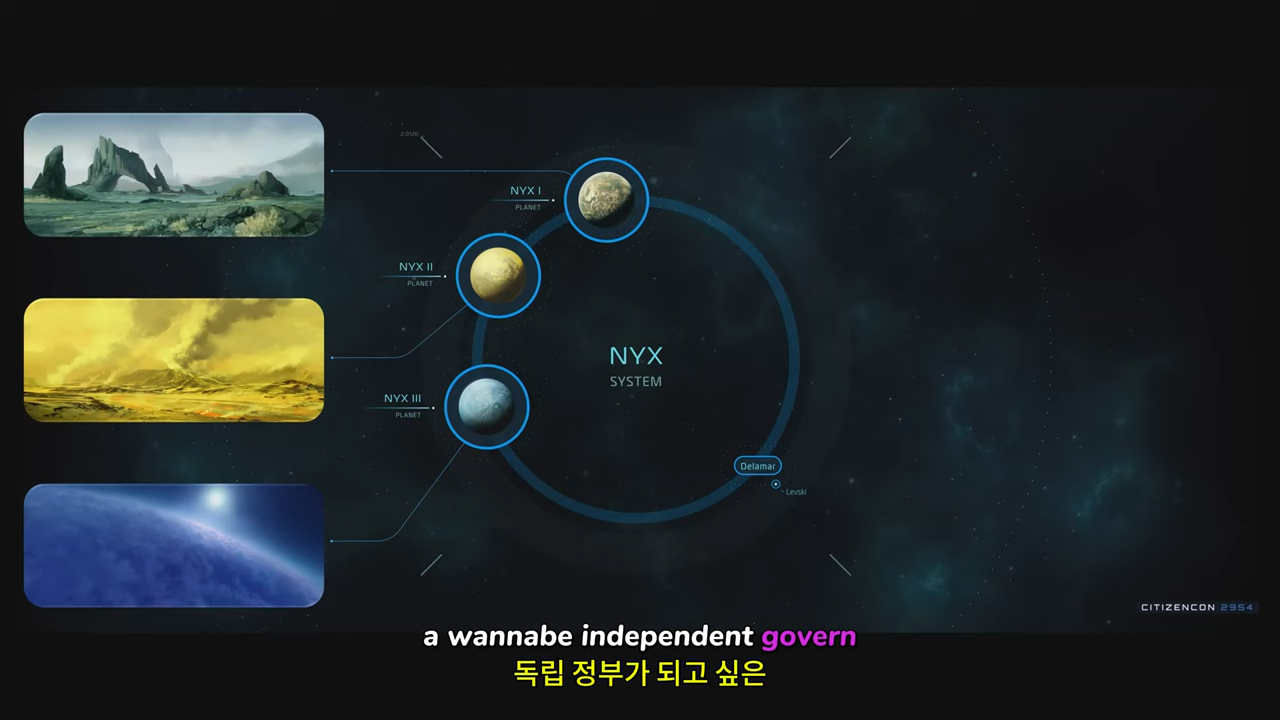 2.0120
NYX I
PLANET
NYX II
PLANET
NYX III
PLANET
NYX
SYSTEM
Delamar
Levski
CITIZENCON 2954
a wannabe independent govern
독립 정부가 되고 싶은